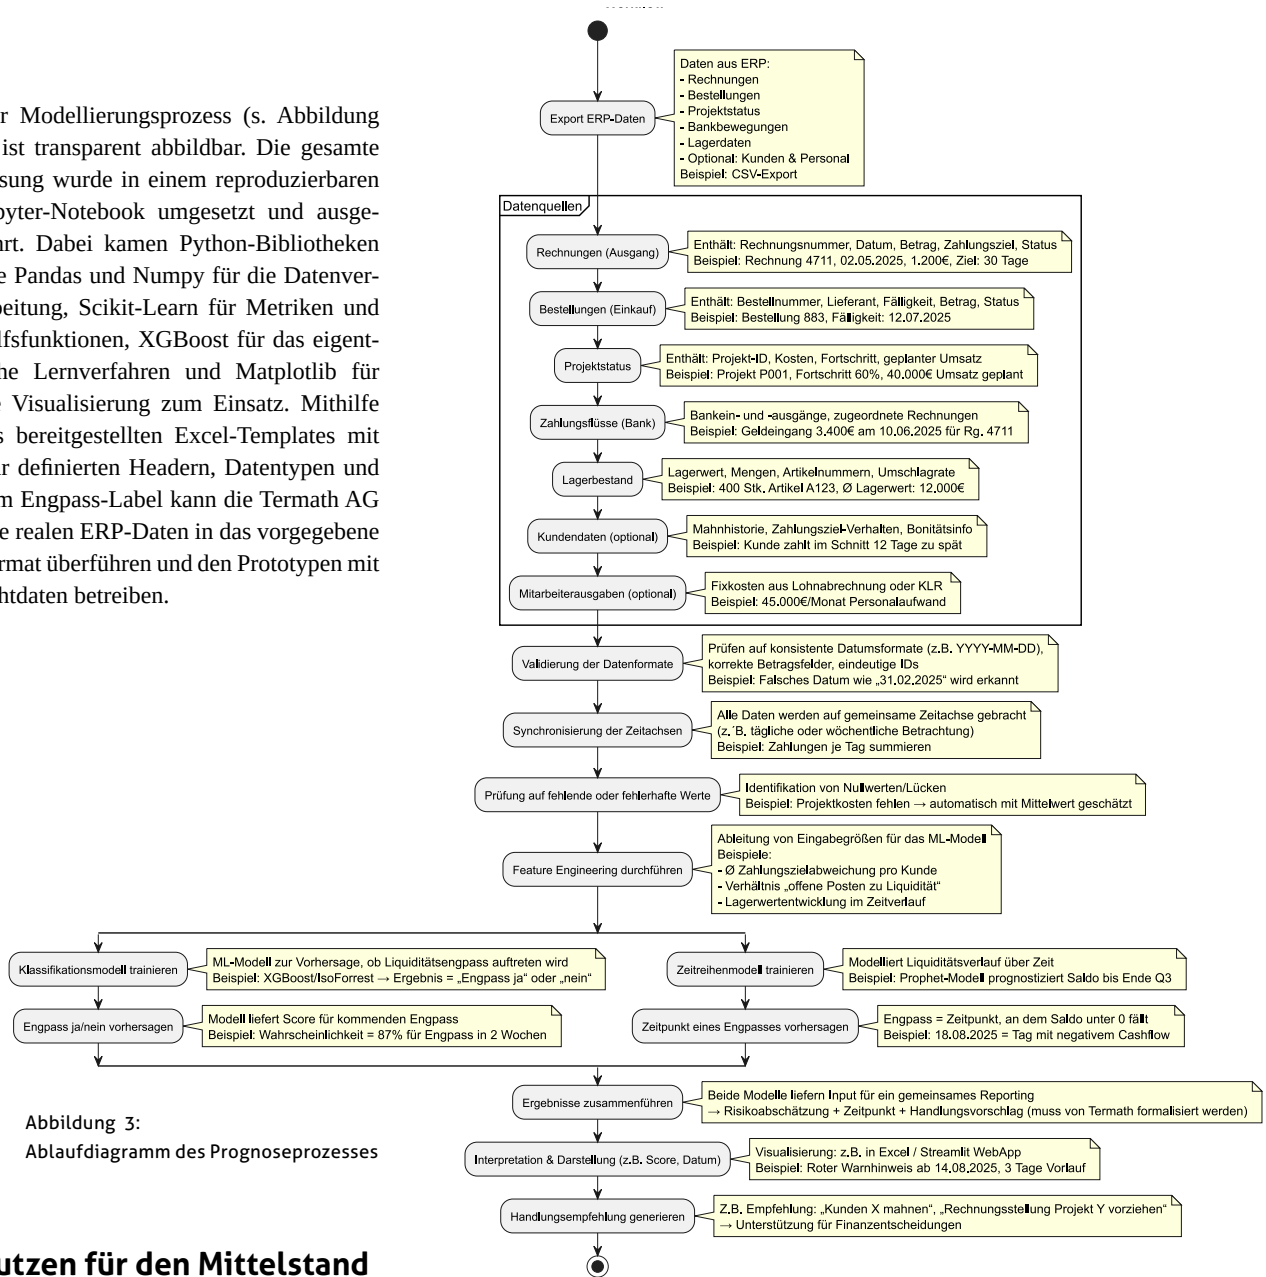 r Modellierungsprozess (s. Abbildung
ist transparent abbildbar. Die gesamte
sung wurde in einem reproduzierbaren
pyter-Notebook umgesetzt und ausge-
hrt. Dabei kamen Python-Bibliotheken
e Pandas und Numpy für die Datenver-
beitung, Scikit-Learn für Metriken und
lfsfunktionen, XGBoost für das eigent-
he Lernverfahren und Matplotlib für
e Visualisierung zum Einsatz. Mithilfe
s bereitgestellten Excel-Templates mit
ar definierten Headern, Datentypen und
m Engpass-Label kann die Termath AG
e realen ERP-Daten in das vorgegebene
rmat überführen und den Prototypen mit
htdaten betreiben.
Export ERP-Daten
Daten aus ERP:
- Rechnungen
- Bestellungen
- Projektstatus
- Bankbewegungen
- Lagerdaten
- Optional: Kunden & Personal
Beispiel: CSV-Export
Datenquellen
Rechnungen (Ausgang)
Enthält: Rechnungsnummer, Datum, Betrag, Zahlungsziel, Status
Beispiel: Rechnung 4711, 02.05.2025, 1.200€, Ziel: 30 Tage
Bestellungen (Einkauf)
Enthält: Bestellnummer, Lieferant, Fälligkeit, Betrag, Status
Beispiel: Bestellung 883, Fälligkeit: 12.07.2025
Projektstatus
Enthält: Projekt-ID, Kosten, Fortschritt, geplanter Umsatz
Beispiel: Projekt P001, Fortschritt 60%, 40.000€ Umsatz geplant
Zahlungsflüsse (Bank)
Bankein- und -ausgänge, zugeordnete Rechnungen
Beispiel: Geldeingang 3.400€ am 10.06.2025 für Rg. 4711
Lagerbestand
Lagerwert, Mengen, Artikelnummern, Umschlagrate
Beispiel: 400 Stk. Artikel A123, Ø Lagerwert: 12.000€
Kundendaten (optional)
Mahnhistorie, Zahlungsziel-Verhalten, Bonitätsinfo
Beispiel: Kunde zahlt im Schnitt 12 Tage zu spät
Mitarbeiterausgaben (optional)
Fixkosten aus Lohnabrechnung oder KLR
Beispiel: 45.000€/Monat Personalaufwand
Validierung der Datenformate
Prüfen auf konsistente Datumsformate (z.B. YYYY-MM-DD),
korrekte Betragsfelder, eindeutige IDs
Beispiel: Falsches Datum wie „31.02.2025“ wird erkannt
Synchronisierung der Zeitachsen
Alle Daten werden auf gemeinsame Zeitachse gebracht
(z.´B. tägliche oder wöchentliche Betrachtung)
Beispiel: Zahlungen je Tag summieren
Prüfung auf fehlende oder fehlerhafte Werte
Identifikation von Nullwerten/Lücken
Beispiel: Projektkosten fehlen → automatisch mit Mittelwert geschätzt
Feature Engineering durchführen
Ableitung von Eingabegrößen für das ML-Modell
Beispiele:
- Ø Zahlungszielabweichung pro Kunde
- Verhältnis „offene Posten zu Liquidität“
- Lagerwertentwicklung im Zeitverlauf
Klassifikationsmodell trainieren
ML-Modell zur Vorhersage, ob Liquiditätsengpass auftreten wird
Beispiel: XGBoost/IsoForrest → Ergebnis = „Engpass ja“ oder „nein“
Zeitreihenmodell trainieren
Modelliert Liquiditätsverlauf über Zeit
Beispiel: Prophet-Modell prognostiziert Saldo bis Ende Q3
Engpass ja/nein vorhersagen
Modell liefert Score für kommenden Engpass
Beispiel: Wahrscheinlichkeit = 87% für Engpass in 2 Wochen
Zeitpunkt eines Engpasses vorhersagen
Engpass = Zeitpunkt, an dem Saldo unter 0 fällt
Beispiel: 18.08.2025 = Tag mit negativem Cashflow
Ergebnisse zusammenführen
Beide Modelle liefern Input für ein gemeinsames Reporting
→ Risikoabschätzung + Zeitpunkt + Handlungsvorschlag (muss von Termath formalisiert werden)
Interpretation & Darstellung (z.B. Score, Datum)
Visualisierung: z.B. in Excel / Streamlit WebApp
Beispiel: Roter Warnhinweis ab 14.08.2025, 3 Tage Vorlauf
Handlungsempfehlung generieren
Z.B. Empfehlung: „Kunden X mahnen“, „Rechnungsstellung Projekt Y vorziehen“
→ Unterstützung für Finanzentscheidungen
Abbildung 3:
Ablaufdiagramm des Prognoseprozesses
utzen für den Mittelstand